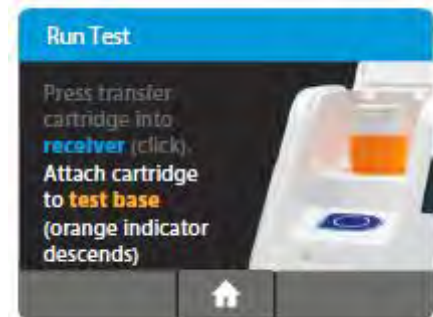 Run Test
Press transfer
cartridge into
receiver (click).
Attach cartridge
to test base
(orange indicator
descends)